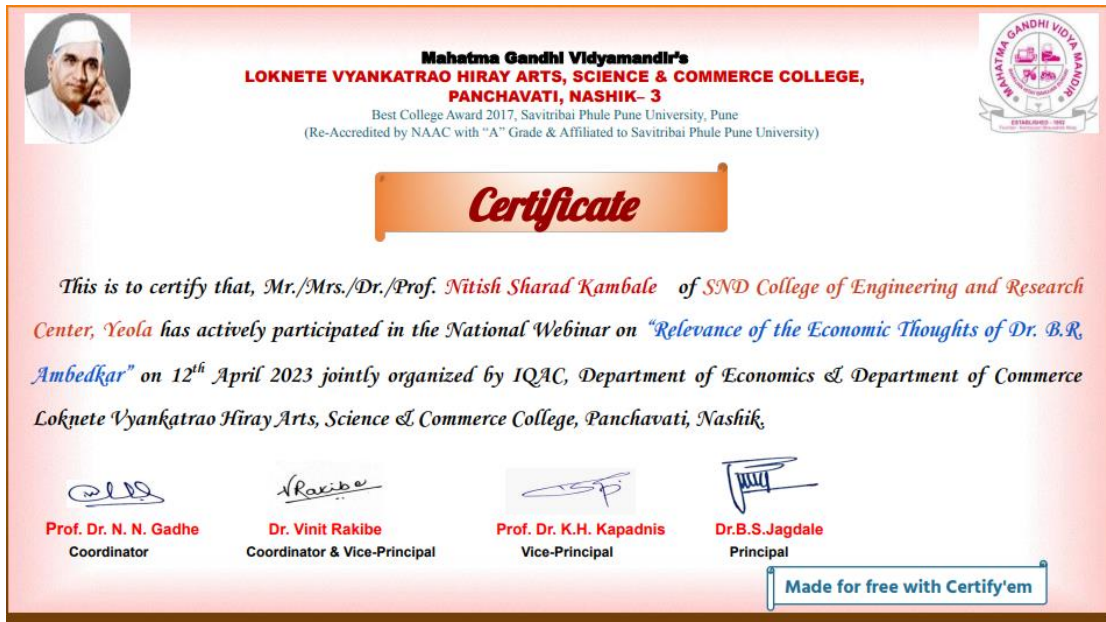 Mahatma Gandhi Vidyamandir's
LOKNETE VYANKATRAO HIRAY ARTS, SCIENCE & COMMERCE COLLEGE,
PANCHAVATI, NASHIK– 3
Best College Award 2017, Savitribai Phule Pune University, Pune
(Re-Accredited by NAAC with “A” Grade & Affiliated to Savitribai Phule Pune University)
MAHATMA GANDHI VIDYA MANDIR
ESTABLISHED - 1952
Certificate
This is to certify that, Mr./Mrs./Dr./Prof. Nitish Sharad Kambale of SND College of Engineering and Research
Center, Yeola has actively participated in the National Webinar on “Relevance of the Economic Thoughts of Dr. B.R.
Ambedkar” on 12th April 2023 jointly organized by IQAC, Department of Economics & Department of Commerce
Loknete Vyankatrao Hiray Arts, Science & Commerce College, Panchavati, Nashik.
VRakibe
Prof. Dr. N. N. Gadhe
Coordinator
Dr. Vinit Rakibe
Coordinator & Vice-Principal
Prof. Dr. K.H. Kapadnis
Vice-Principal
Dr.B.S.Jagdale
Principal
Made for free with Certify'em